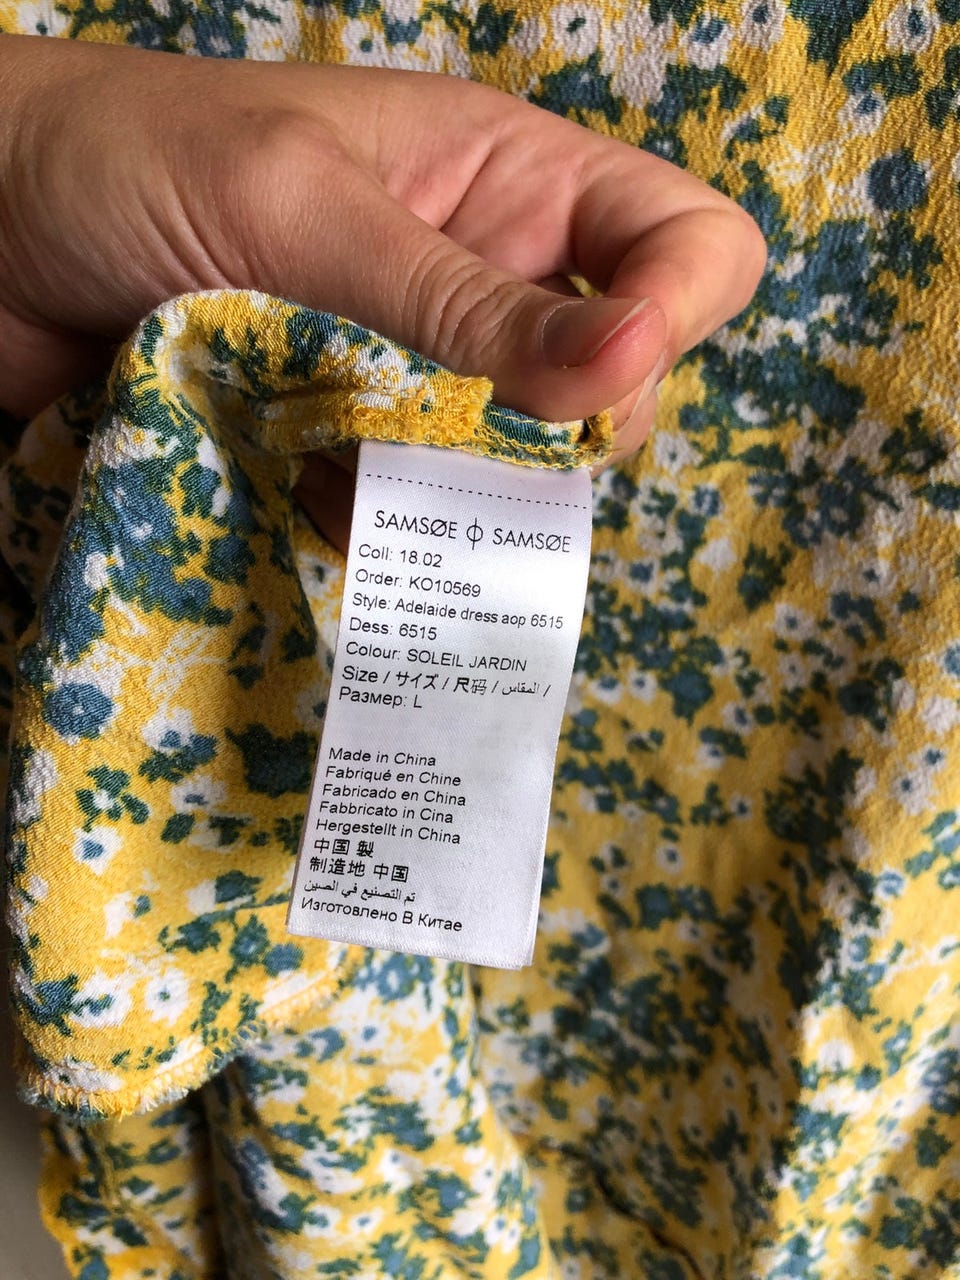 SAMSØE ϕ SAMSØE
Coll: 18.02
Order: KO10569
Style: Adelaide dress aop 6515
Dess: 6515
Colour: SOLEIL JARDIN
Size / サイズ / 尺码 / المقاس /
Размер: L
Made in China
Fabriqué en Chine
Fabricado en China
Fabbricato in Cina
Hergestellt in China
中国 製
制造地 中国
تم التصنيع في الصين
Изготовлено В Китае